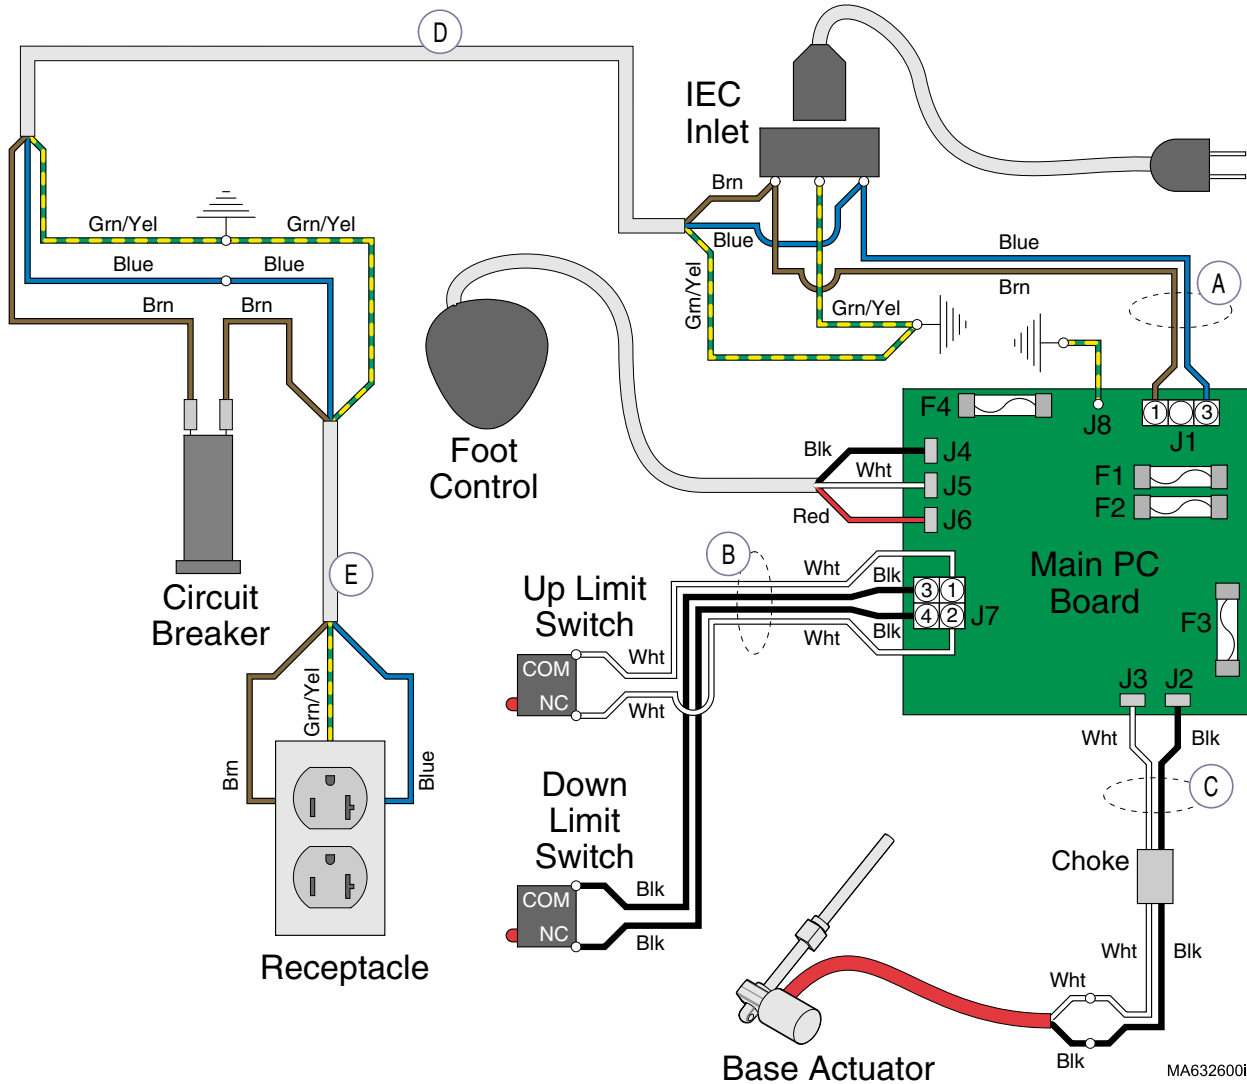 D
IEC
Inlet
Brn
Grn/Yel
Grn/Yel
Blue
Blue
Blue
Blue
Brn
Brn
Brn
Grn/Yel
Grn/Yel
A
F4
J8
1
3
J1
Foot
Control
Blk
Wht
Red
J4
J5
J6
F1
F2
Main PC
Board
F3
B
Wht
Blk
3
1
4
2
J7
Blk
Wht
Up Limit
Switch
COM
NC
Wht
Wht
E
Circuit
Breaker
Grn/Yel
Brn
Blue
Receptacle
J3
J2
Wht
Blk
C
Down
Limit
Switch
COM
NC
Blk
Blk
Choke
Wht
Blk
Wht
Blk
Base Actuator
MA632600i